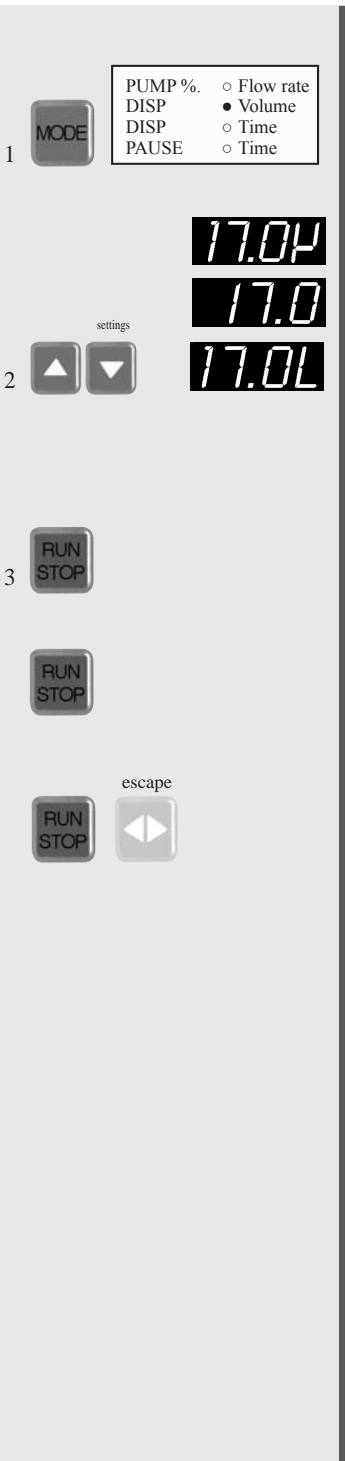 PUMP %. ○ Flow rate
DISP ● Volume
DISP ○ Time
PAUSE ○ Time
1 MODE
17.0µ
17.0
settings
2 17.0L
RUN
3 STOP
RUN
STOP
escape
RUN
STOP